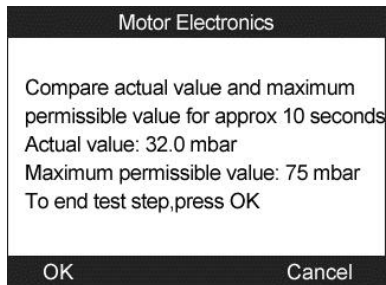 Motor Electronics
Compare actual value and maximum
permissible value for approx 10 seconds
Actual value: 32.0 mbar
Maximum permissible value: 75 mbar
To end test step,press OK
OK Cancel